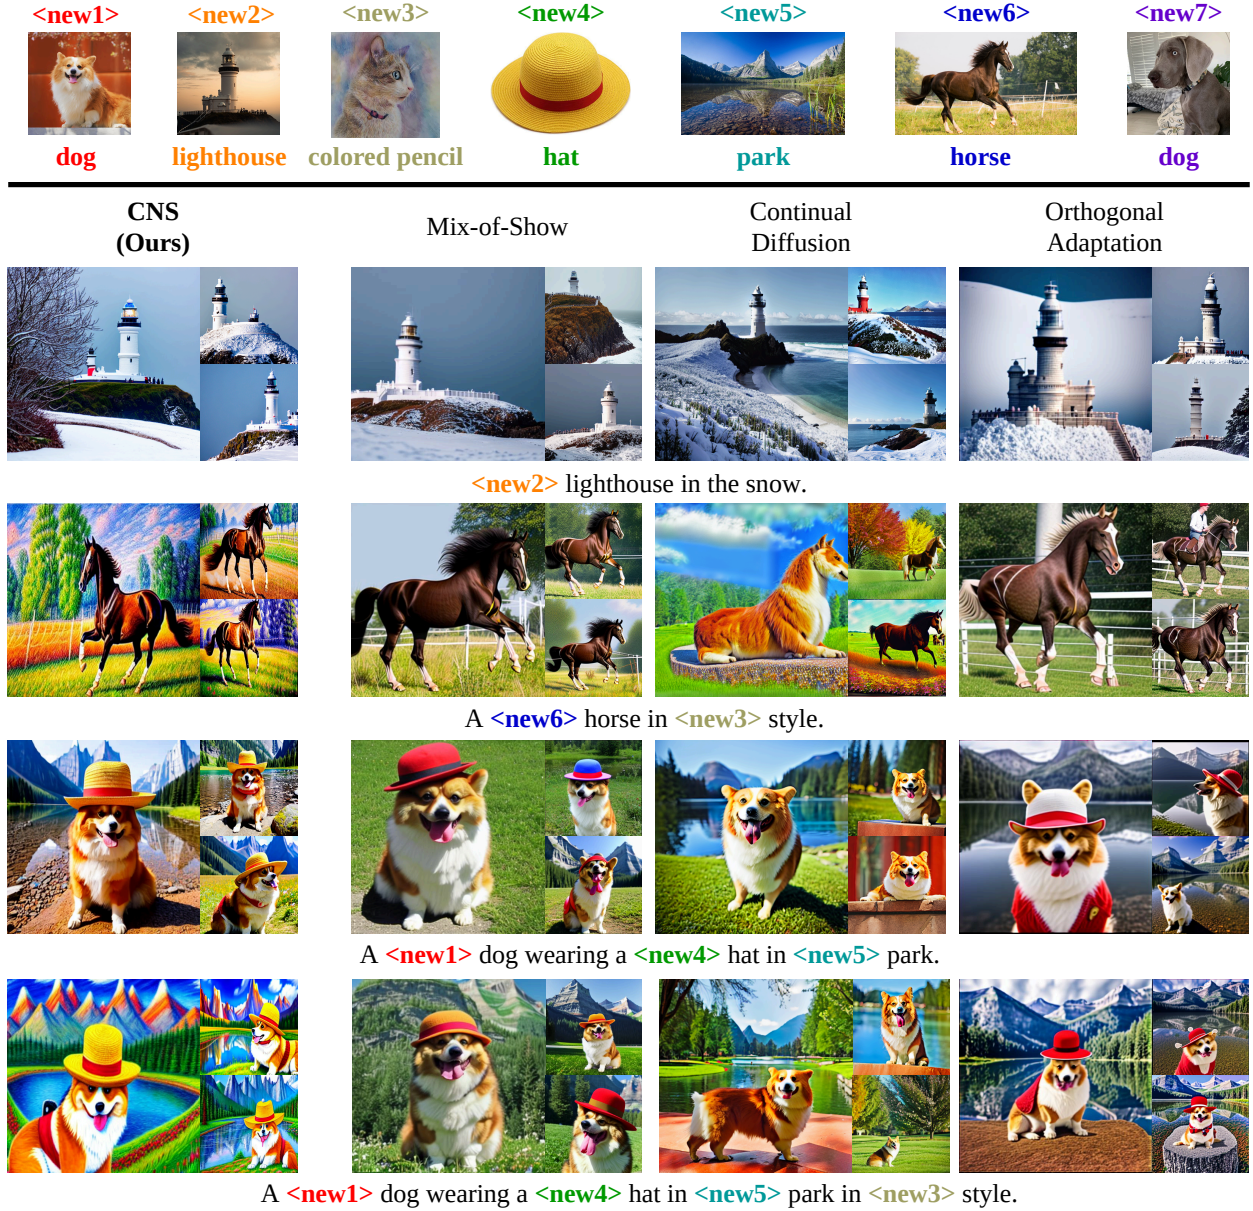 <new1> <new2> <new3> <new4> <new5> <new6> <new7>
dog lighthouse colored pencil hat park horse dog
CNS
(Ours)
Mix-of-Show
Continual
Diffusion
Orthogonal
Adaptation
<new2> lighthouse in the snow.
A <new6> horse in <new3> style.
A <new1> dog wearing a <new4> hat in <new5> park.
A <new1> dog wearing a <new4> hat in <new5> park in <new3> style.